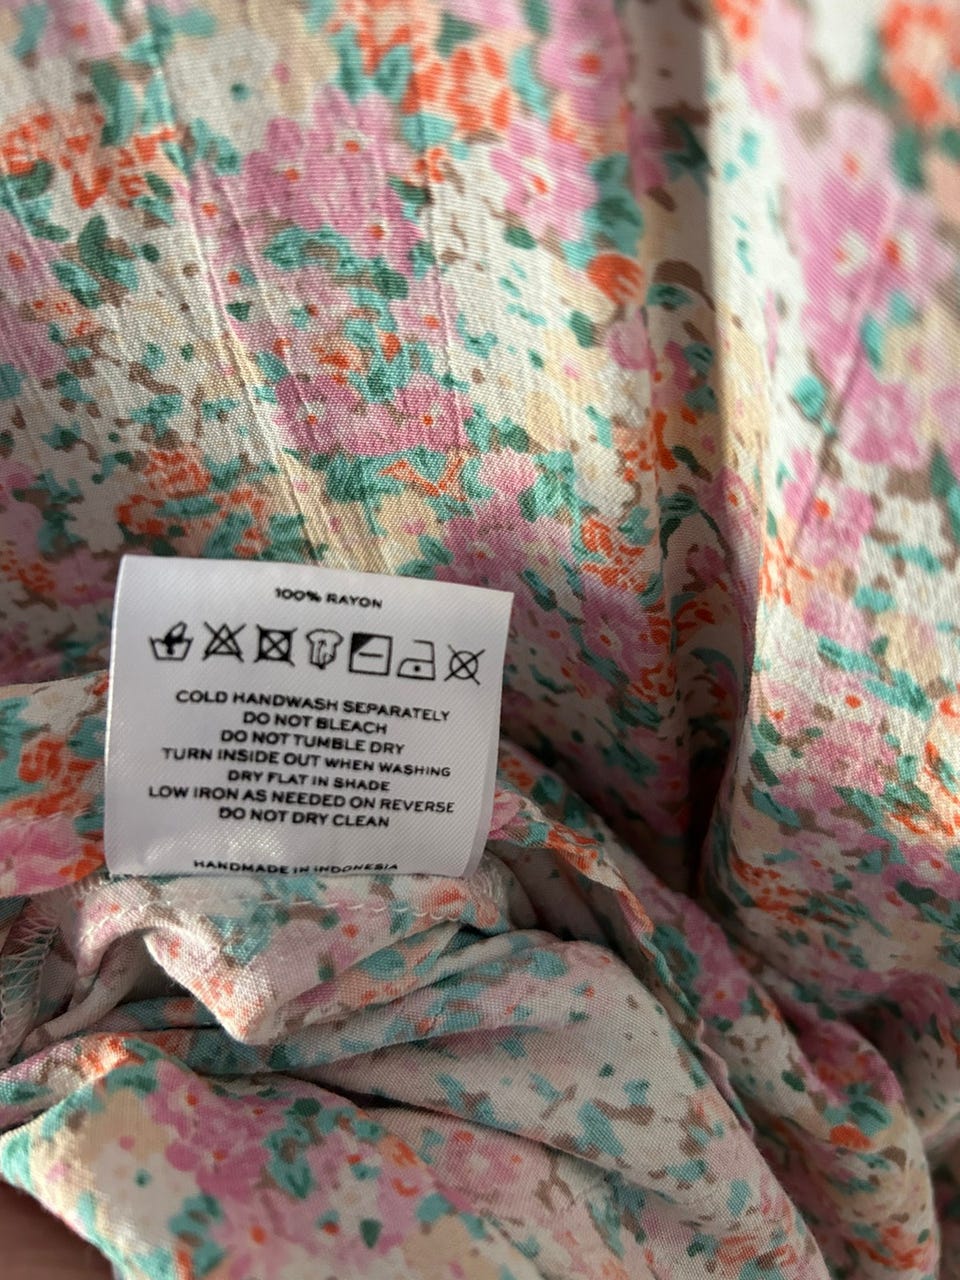 100% RAYON
COLD HANDWASH SEPARATELY
DO NOT BLEACH
DO NOT TUMBLE DRY
TURN INSIDE OUT WHEN WASHING
DRY FLAT IN SHADE
LOW IRON AS NEEDED ON REVERSE
DO NOT DRY CLEAN
HANDMADE IN INDONESIA